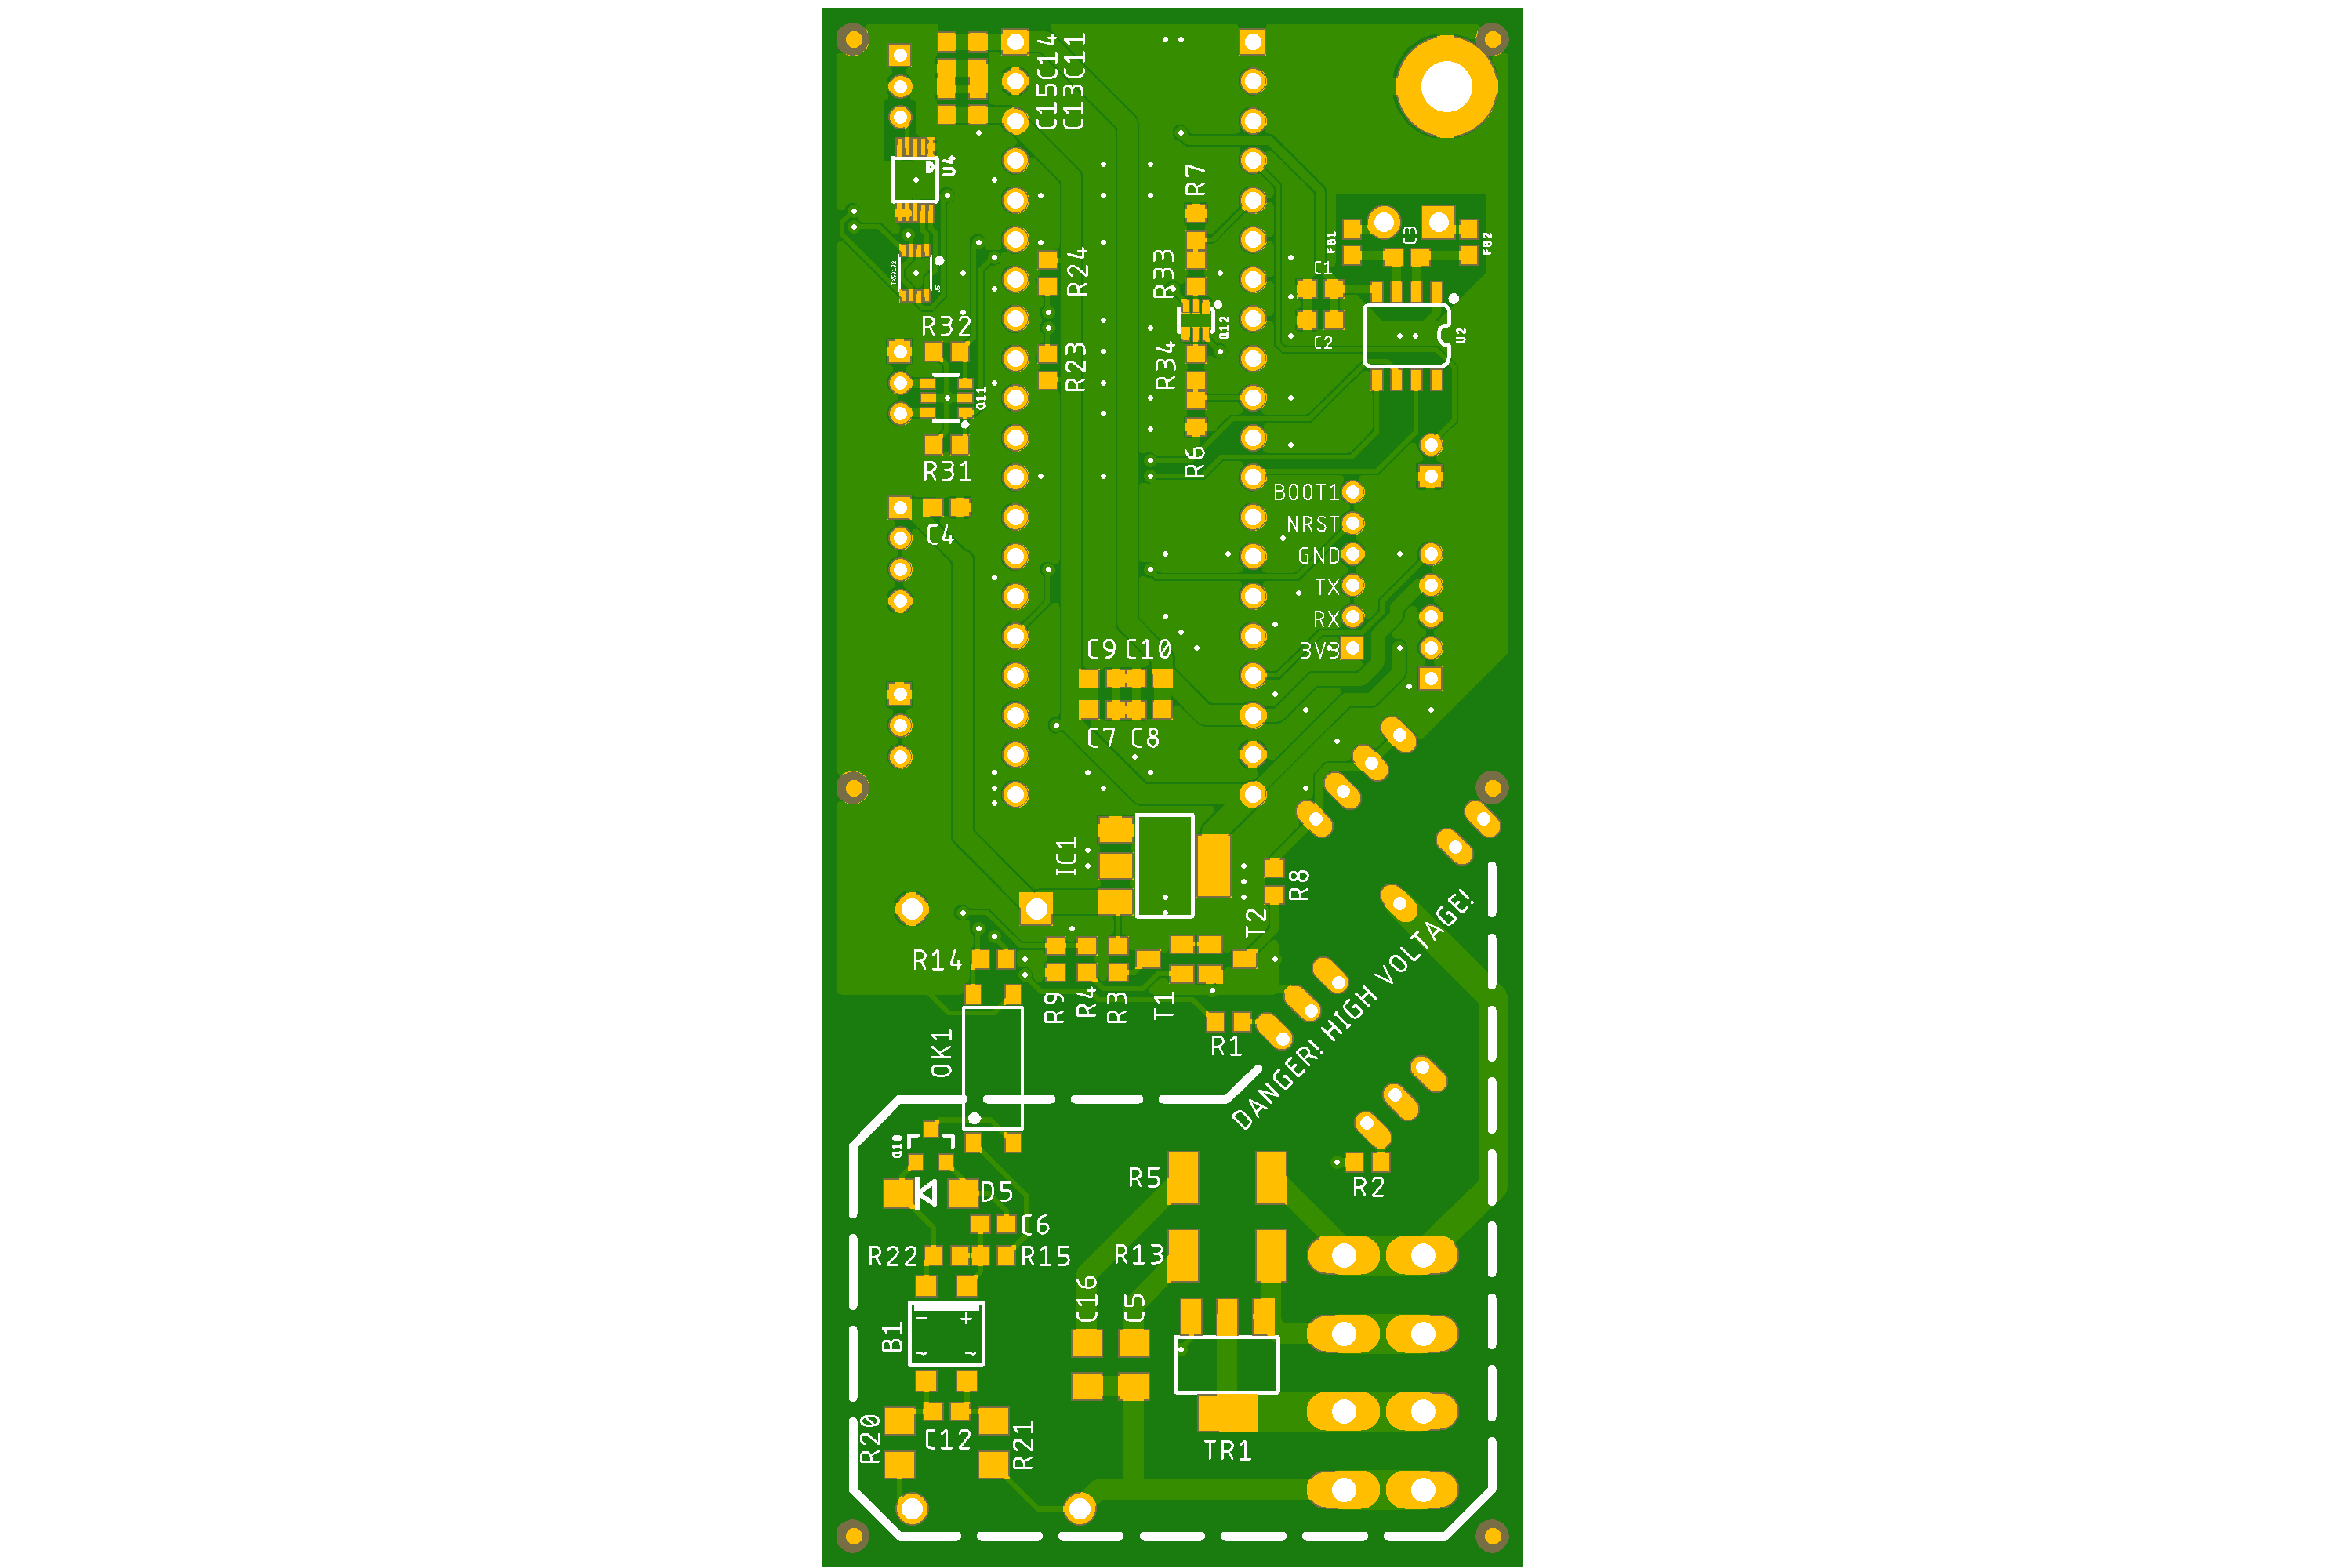 C15C14
C13C11
U4
R7
FB1
C3
FB2
R24
R33
C1
TXS0102
U5
R32
Q12
C2
U2
R23
R34
Q11
R31
R6
BOOT1
C4
NRST
GND
TX
RX
C9 C10
3V3
C7 C8
IC1
R8
T2
R14
R9
R4
R3
T1
R1
OK1
DANGER! HIGH VOLTAGE!
Q10
R5
R2
D5
C6
R22
R15
R13
C16
C5
B1
- +
~ ~
R20
C12
R21
TR1